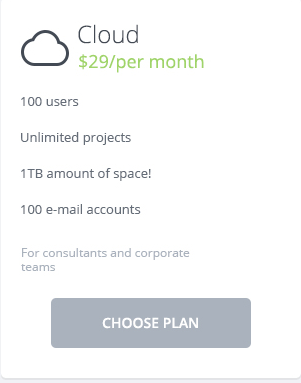 Cloud
$29/per month
100 users
Unlimited projects
1TB amount of space!
100 e-mail accounts
For consultants and corporate
teams
CHOOSE PLAN